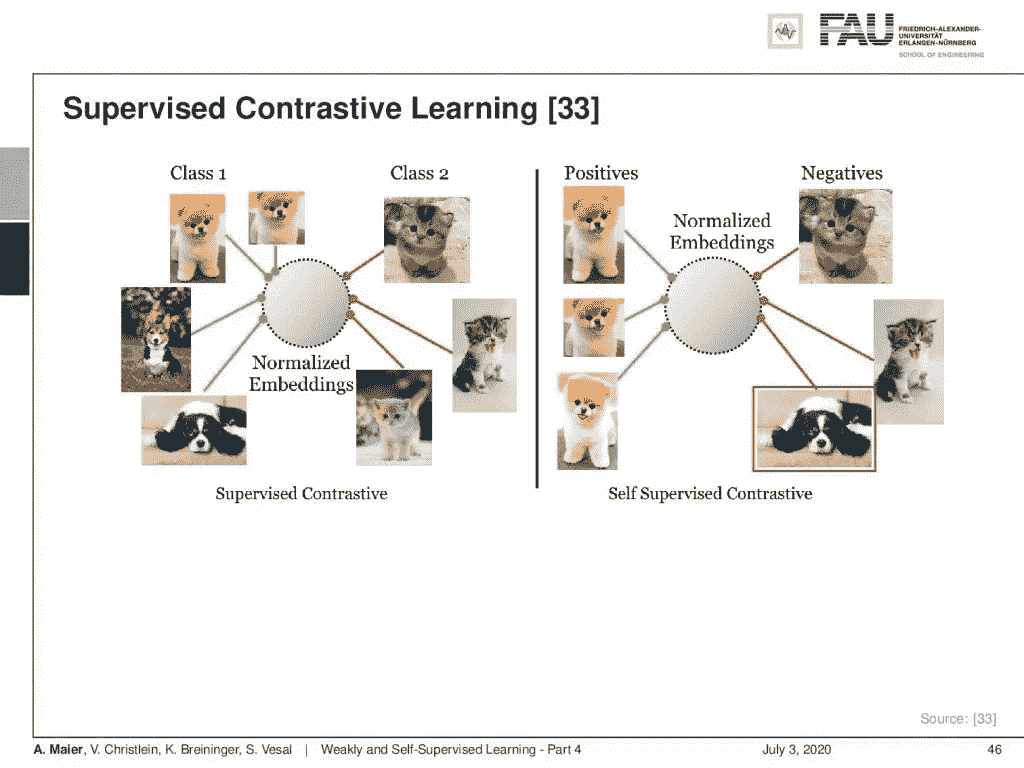 FAU
FRIEDRICH-ALEXANDER-
UNIVERSITÄT
ERLANGEN-NÜRNBERG
SCHOOL OF ENGINEERING
Supervised Contrastive Learning [33]
Class 1
Class 2
Normalized
Embeddings
Supervised Contrastive
Positives
Negatives
Normalized
Embeddings
Self Supervised Contrastive
Source: [33]
A. Maier, V. Christlein, K. Breininger, S. Vesal | Weakly and Self-Supervised Learning - Part 4 July 3, 2020 46